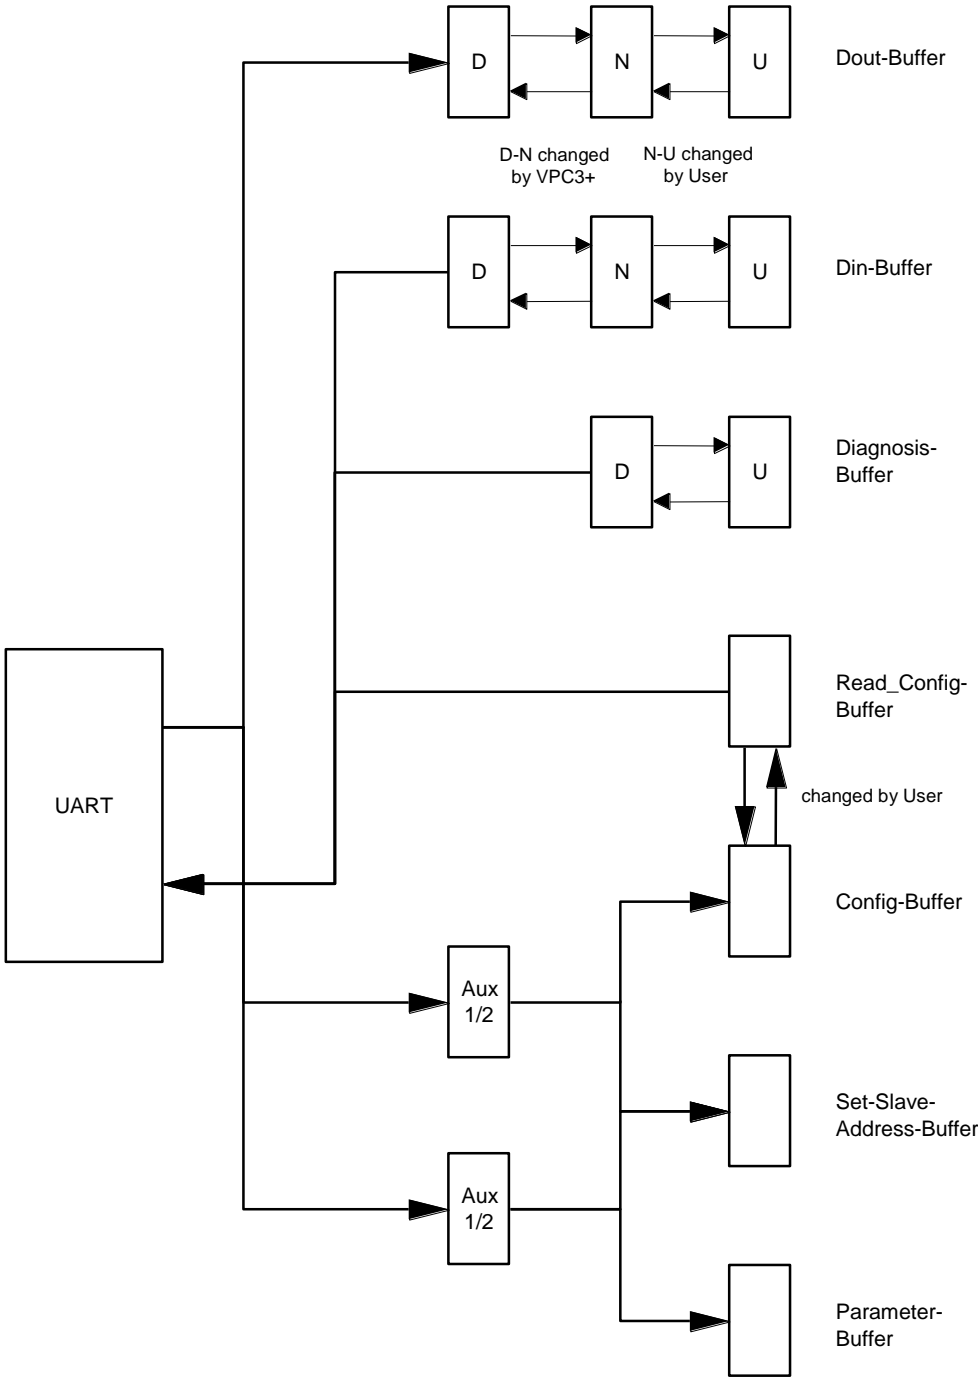 D
N
U
Dout-Buffer
D-N changed
by VPC3+
N-U changed
by User
D
N
U
Din-Buffer
D
U
Diagnosis-
Buffer
Read_Config-
Buffer
UART
changed by User
Config-Buffer
Aux
1/2
Set-Slave-
Address-Buffer
Aux
1/2
Parameter-
Buffer